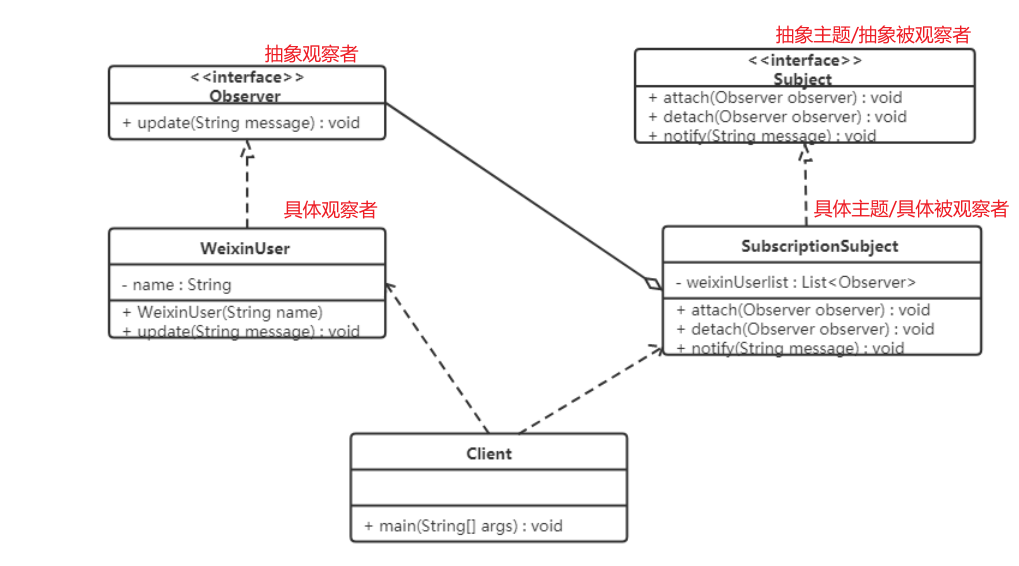 抽象主题/抽象被观察者
抽象观察者
<<interface>>
Observer
+ update(String message) : void
<<interface>>
Subject
+ attach(Observer observer) : void
+ detach(Observer observer) : void
+ notify(String message) : void
具体观察者
WeixinUser
- name : String
+ WeixinUser(String name)
+ update(String message) : void
具体主题/具体被观察者
SubscriptionSubject
- weixinUserlist : List<Observer>
+ attach(Observer observer) : void
+ detach(Observer observer) : void
+ notify(String message) : void
Client
+ main(String[] args) : void